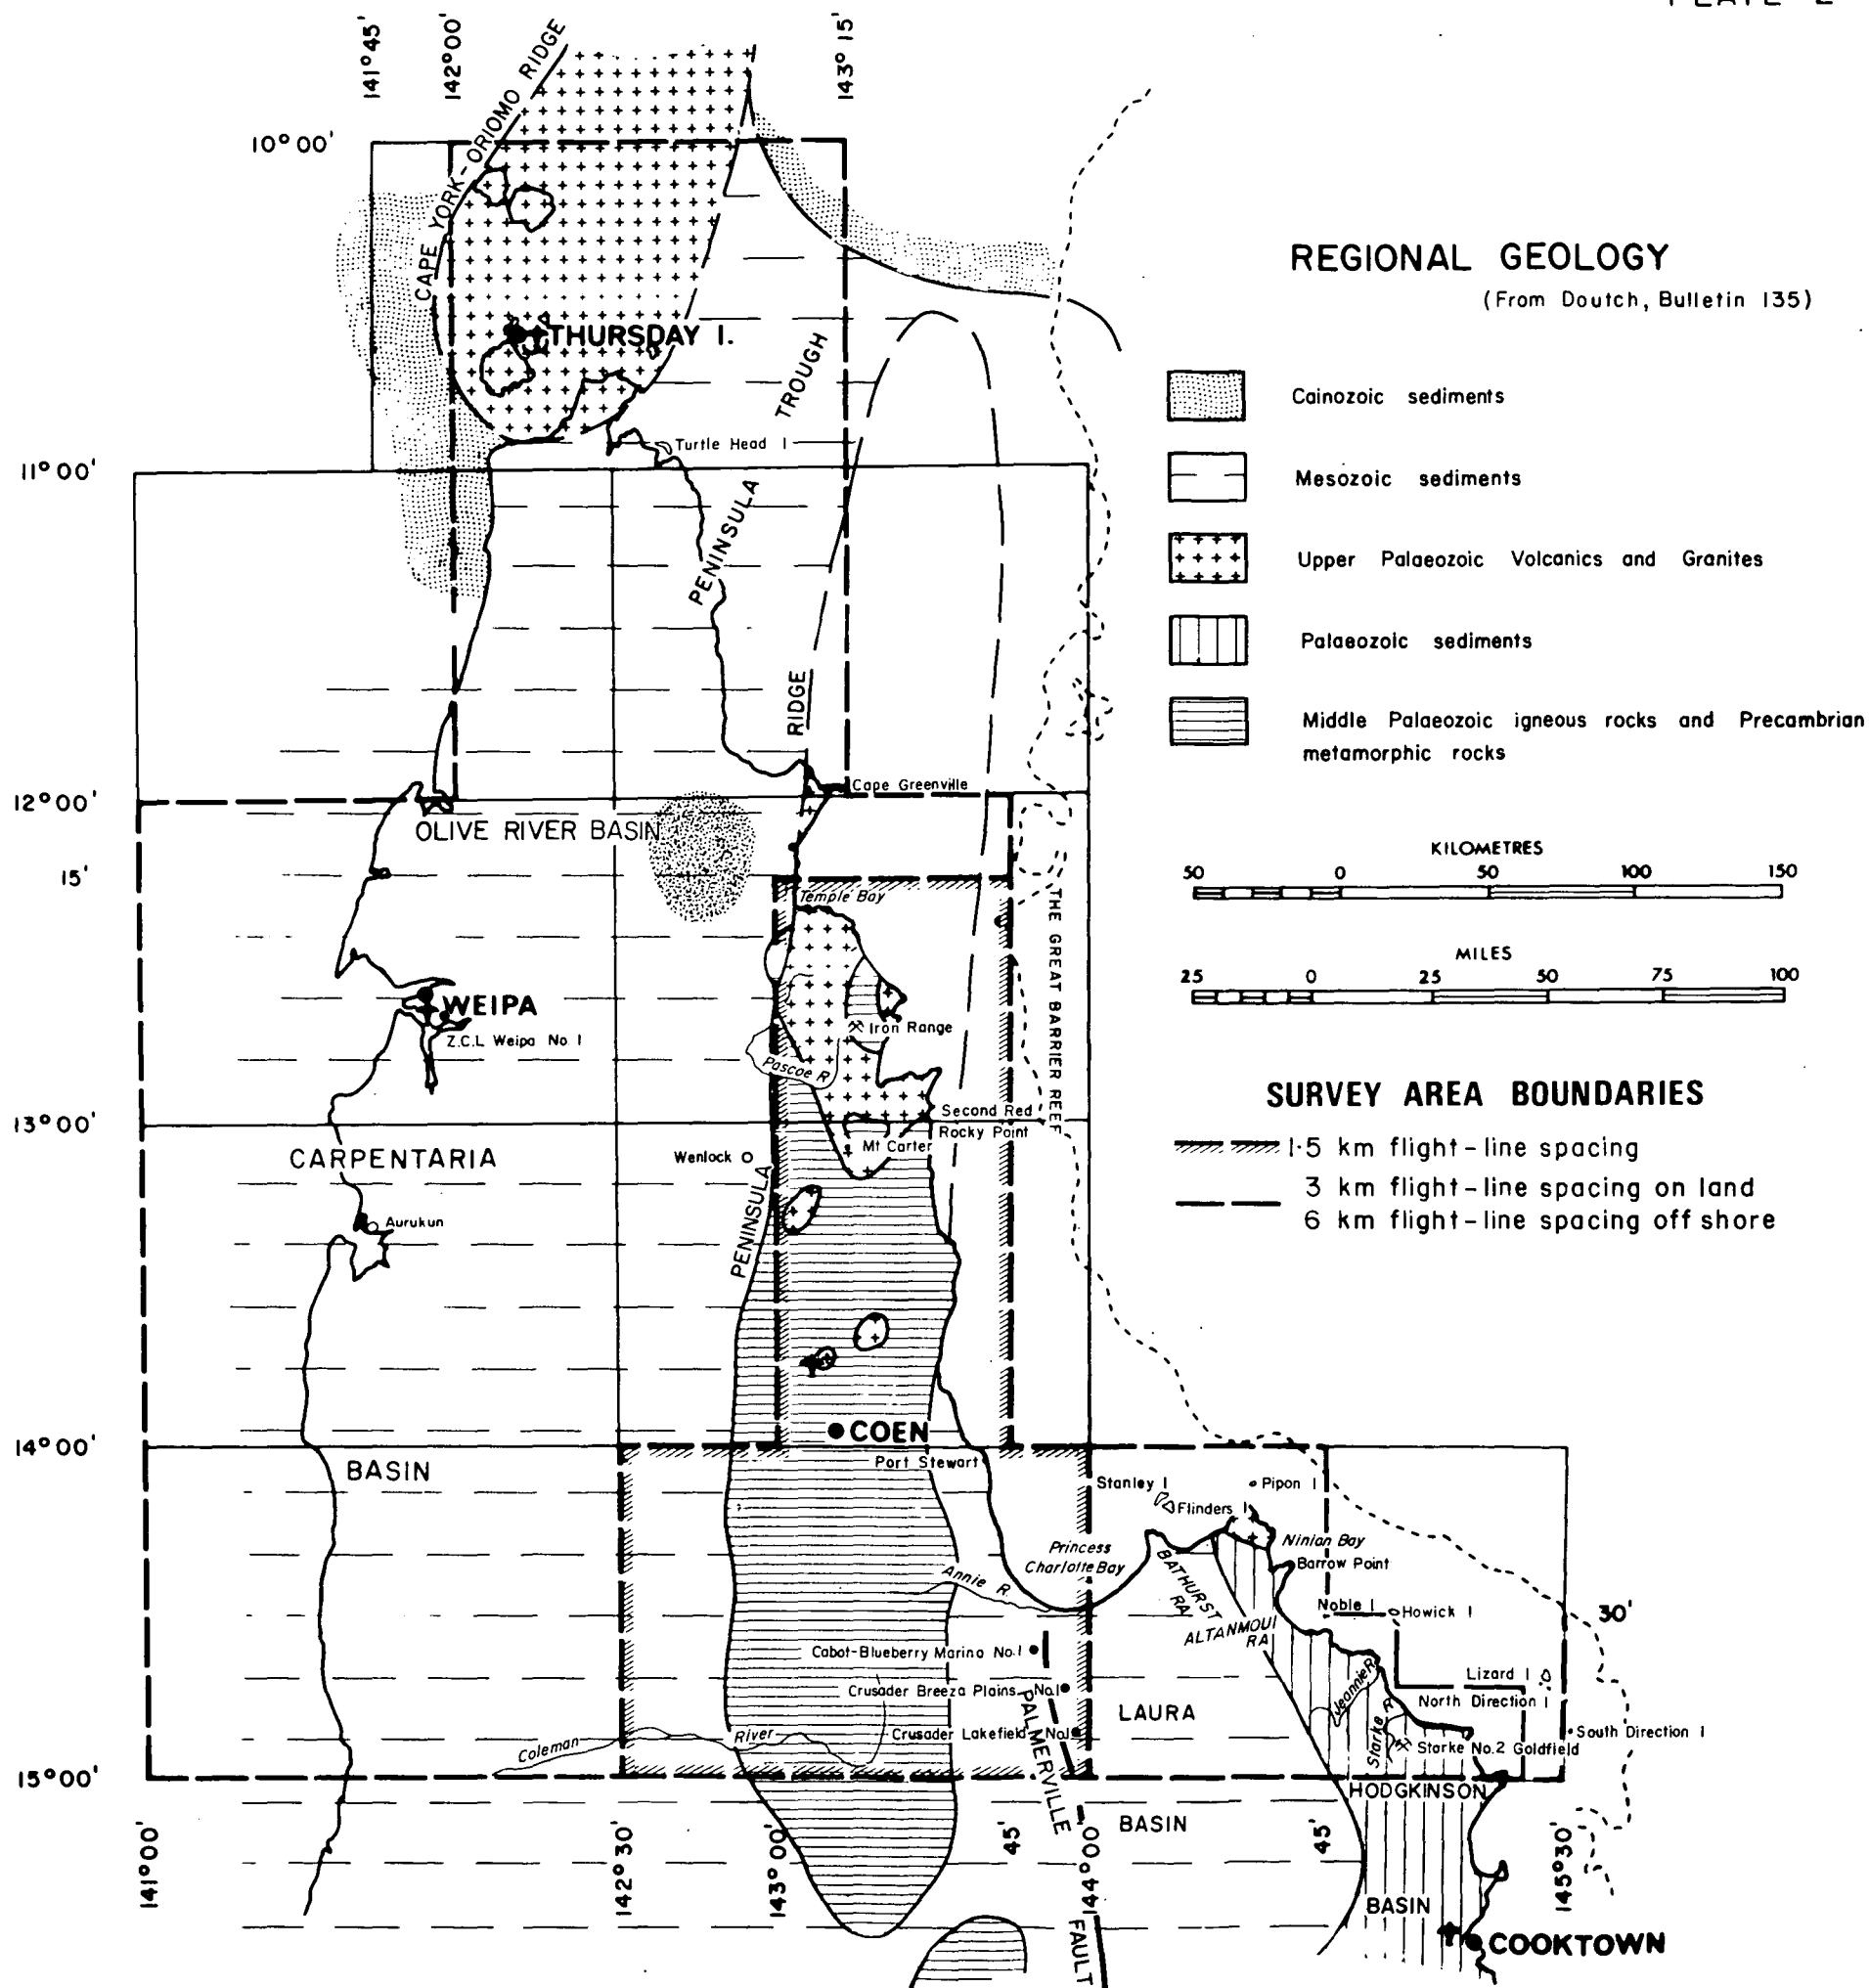 PLATE 2
141°45'
142°00'
143°15'
10°00'
CAPE YORK-ORIOMO RIDGE
REGIONAL GEOLOGY
(From Doutch, Bulletin 135)
THURSDAY I.
TROUGH
Cainozoic sediments
Turtle Head I
11°00'
Mesozoic sediments
PENINSULA
Upper Palaeozoic Volcanics and Granites
Palaeozoic sediments
RIDGE
Middle Palaeozoic igneous rocks and Precambrian
metamorphic rocks
Cape Greenville
12°00'
OLIVE RIVER BASIN
KILOMETRES
50 0 50 100 150
15'
Temple Bay
THE GREAT BARRIER REEF
MILES
25 0 25 50 75 100
WEIPA
Z.C.L. Weipa No. 1
Iron Range
Pascoe R
SURVEY AREA BOUNDARIES
Second Red
Rocky Point
13°00'
1·5 km flight-line spacing
Mt Carter
Wenlock
CARPENTARIA
PENINSULA
3 km flight-line spacing on land
6 km flight-line spacing off shore
Aurukun
COEN
14°00'
Port Stewart
BASIN
Stanley I
Pipon I
Flinders I
Ninian Bay
Princess
Charlotte Bay
Barrow Point
BATHURST
RA
Annie R.
Noble I
Howick I
30'
ALTANMOUI
RA
Cabot-Blueberry Marina No.1
Jeannie R
Lizard I
Crusader Breeza Plains No.1
North Direction I
LAURA
Starke R
Crusader Lakefield No.1
South Direction I
Coleman River
Starke No.2 Goldfield
PALMERVILLE
15°00'
HODGKINSON
BASIN
141°00'
142°30'
143°00'
45'
144°00'
45'
145°30'
BASIN
FAULT
COOKTOWN